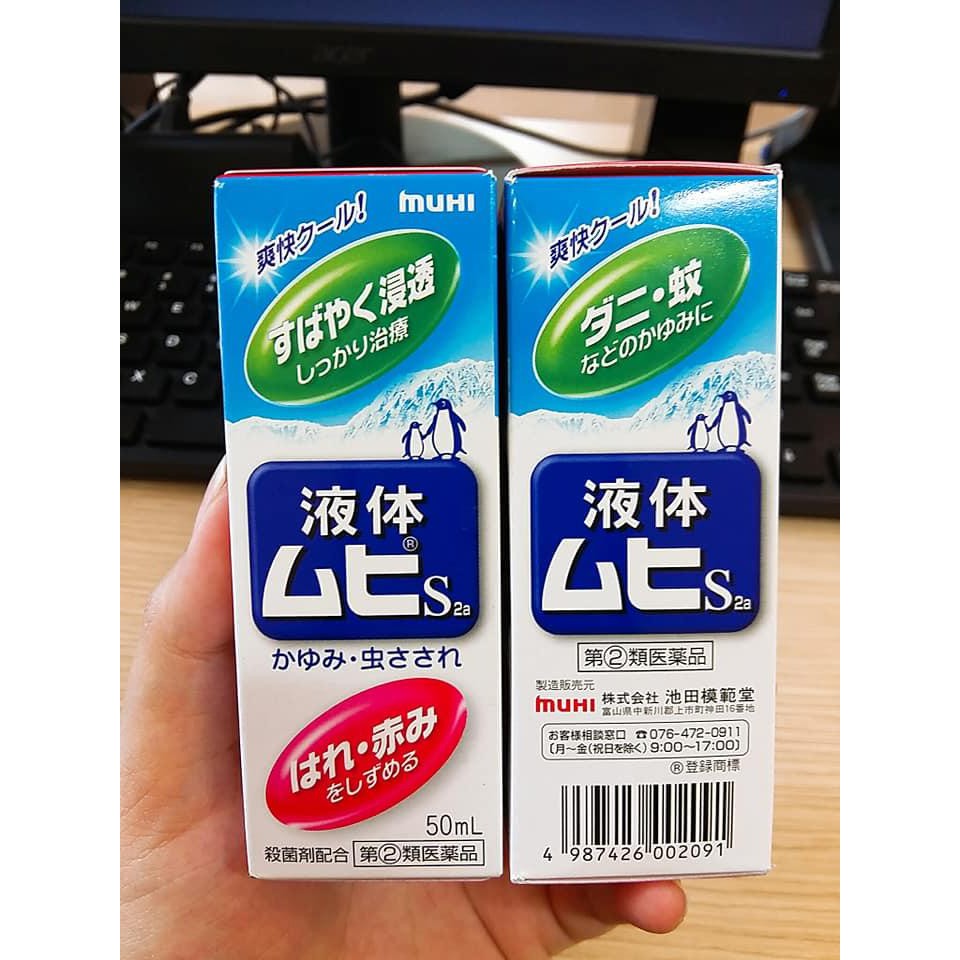 acer
爽快クール!
muhi
すばやく浸透
しっかり治療
液体
ムヒ®S2a
かゆみ・虫さされ
はれ・赤み
をしずめる
50mL
殺菌剤配合 指②類医薬品
爽快クール!
ダニ・蚊
などのかゆみに
液体
ムヒS2a
指②類医薬品
製造販売元
muhi 株式会社 池田模範堂
富山県中新川郡上市町神田16番地
お客様相談窓口 ☎076-472-0911
〔月~金(祝日を除く)9:00~17:00〕
®登録商標
4 987426 002091